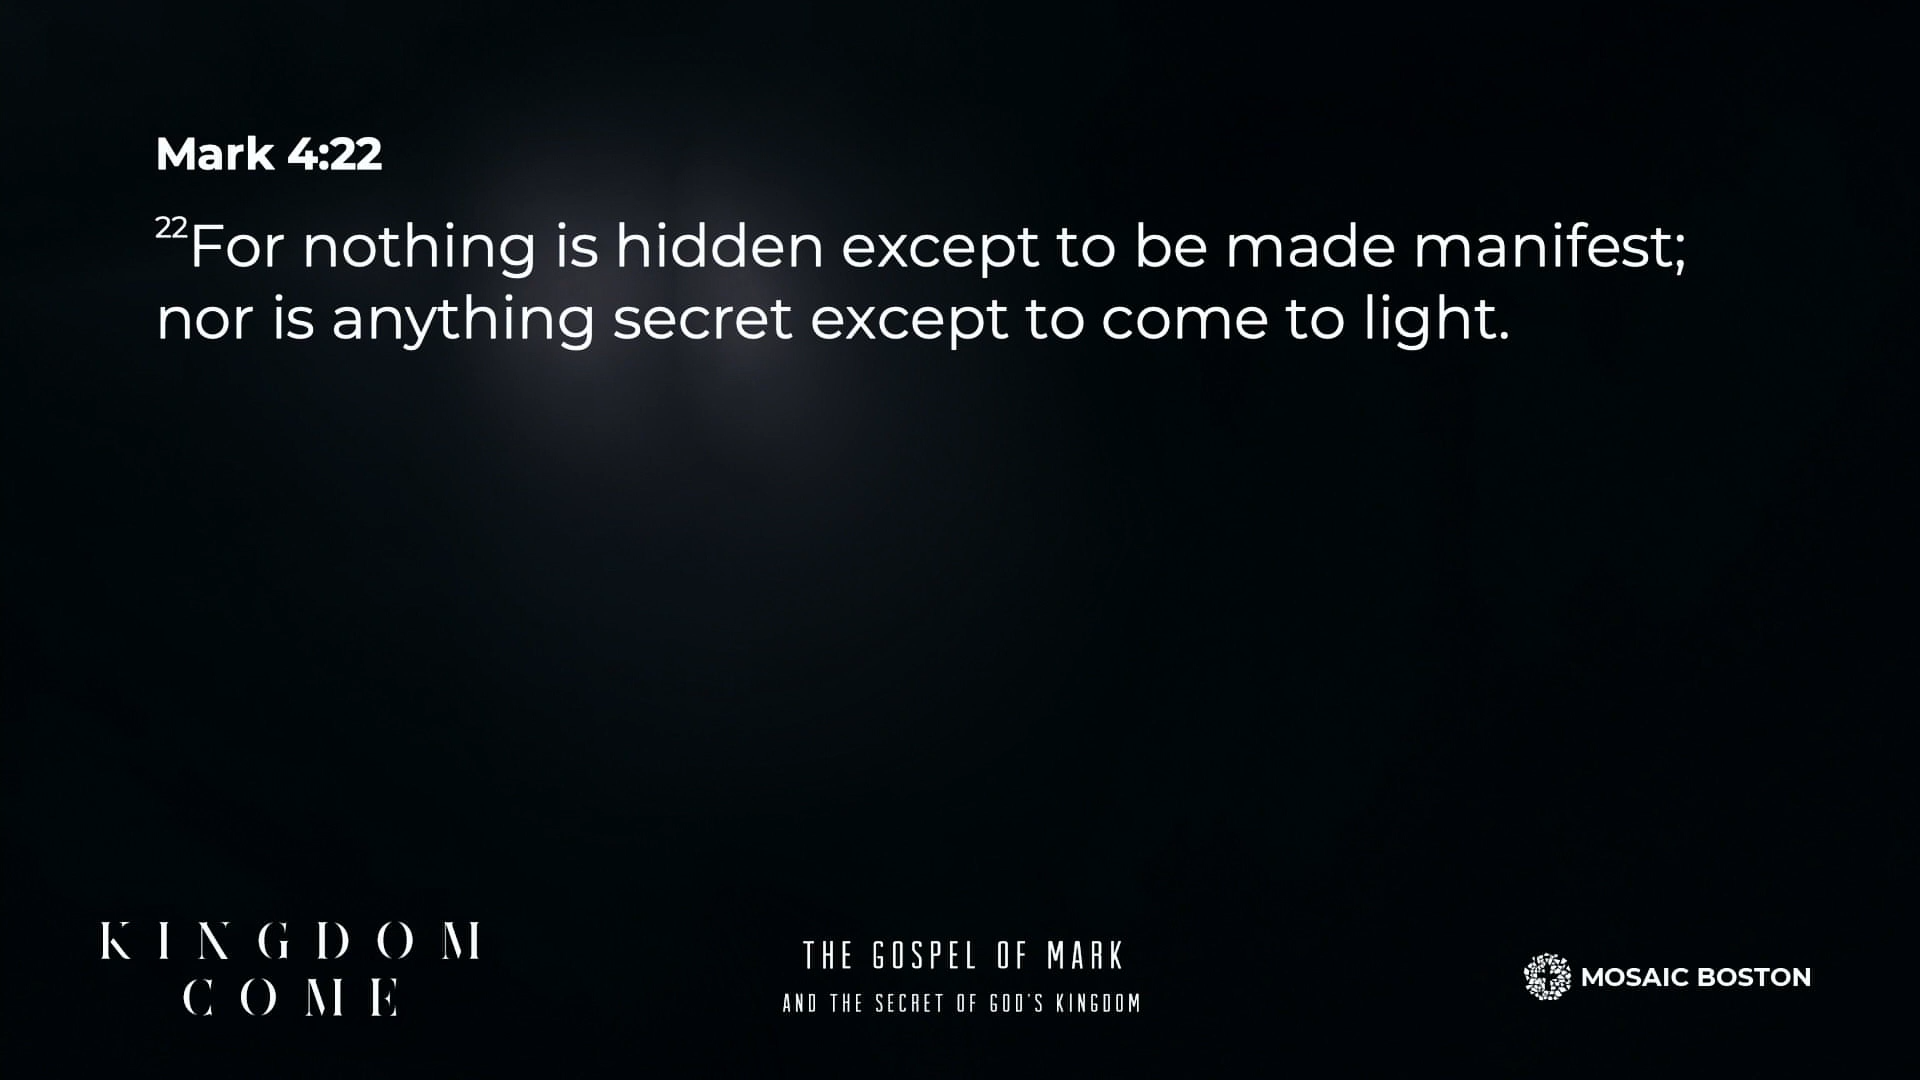 Mark 4:22
22For nothing is hidden except to be made manifest;
nor is anything secret except to come to light.
KINGDOM
COME
THE GOSPEL OF MARK
AND THE SECRET OF GOD'S KINGDOM
MOSAIC BOSTON